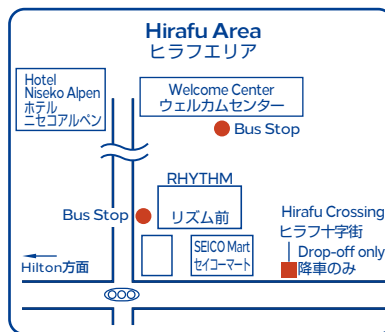 Hirafu Area
ヒラフエリア
Hotel
Niseko Alpen
ホテル
ニセコアルペン
Welcome Center
ウェルカムセンター
Bus Stop
RHYTHM
リズム前
Bus Stop
SEICO Mart
セイコーマート
Hirafu Crossing
ヒラフ十字街
Drop-off only
降車のみ
Hilton方面